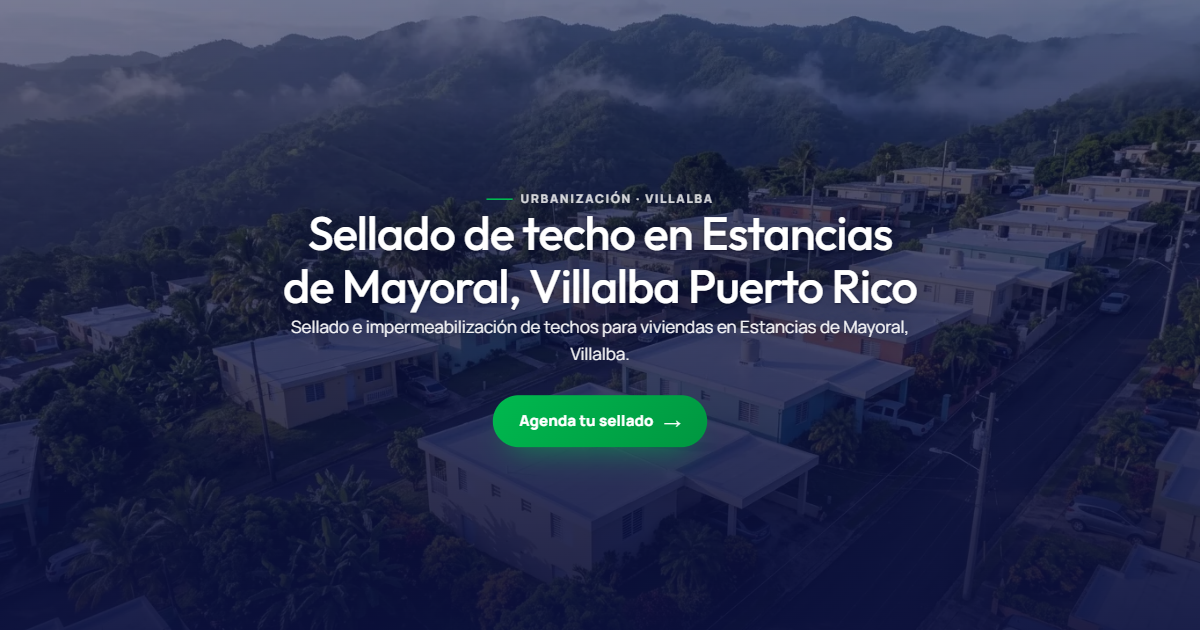 URBANIZACIÓN · VILLALBA
Sellado de techo en Estancias
de Mayoral, Villalba Puerto Rico
Sellado e impermeabilización de techos para viviendas en Estancias de Mayoral,
Villalba.
Agenda tu sellado →